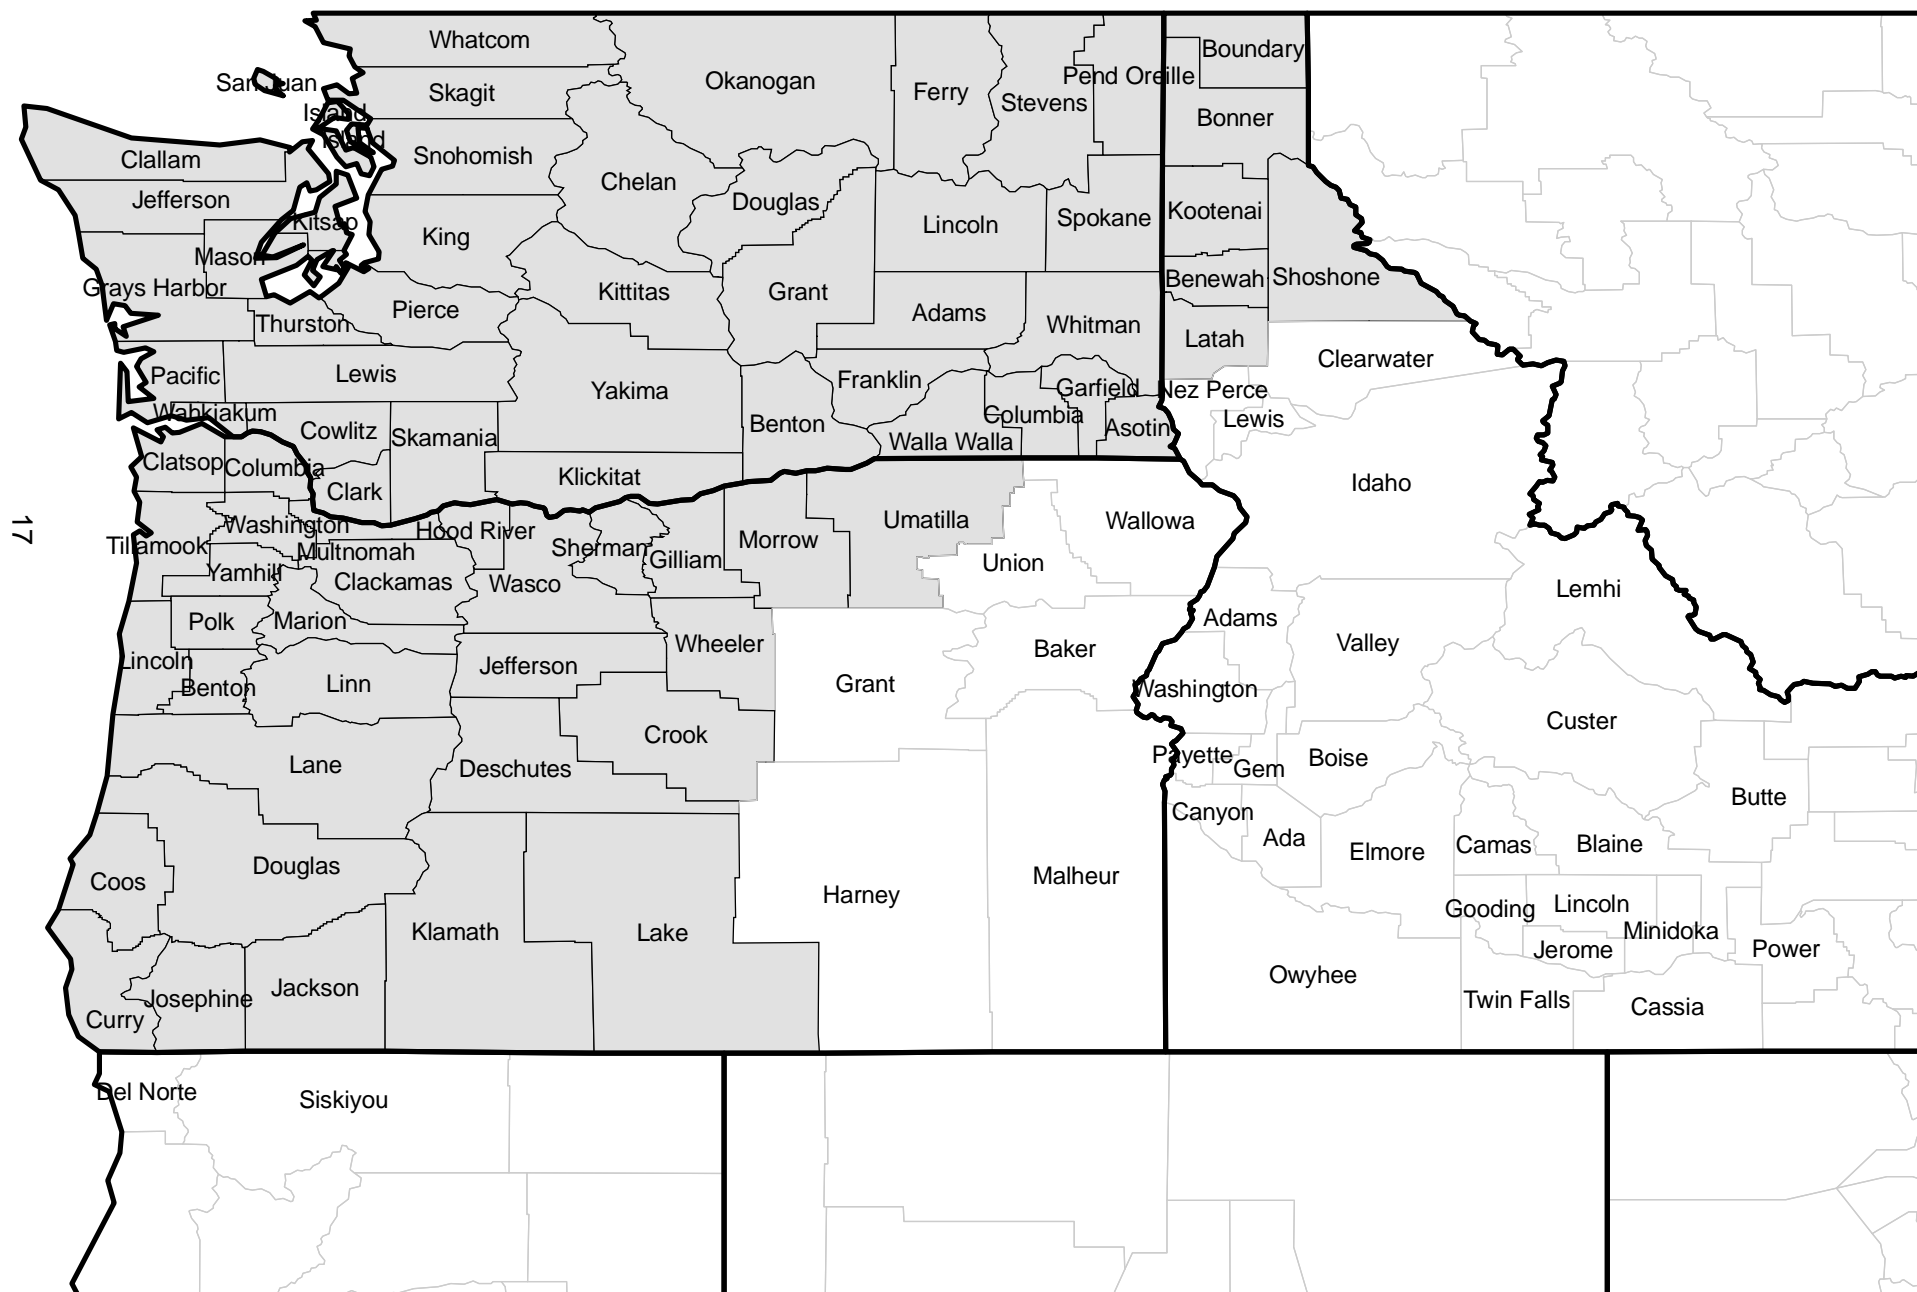 Whatcom
Boundary
Okanogan
Pend Oreille
San Juan
Skagit
Ferry
Stevens
Island
Bonner
Island
Snohomish
Clallam
Chelan
Jefferson
Douglas
Kootenai
Kitsap
King
Lincoln
Spokane
Mason
Benewah
Shoshone
Grays Harbor
Kittitas
Grant
Pierce
Adams
Thurston
Whitman
Latah
Clearwater
Pacific
Lewis
Yakima
Franklin
Garfield
Nez Perce
Wahkiakum
Columbia
Lewis
Cowlitz
Skamania
Benton
Walla Walla
Asotin
Clatsop
Columbia
Klickitat
Clark
Idaho
17
Washington
Hood River
Umatilla
Wallowa
Tillamook
Multnomah
Sherman
Gilliam
Morrow
Union
Yamhill
Clackamas
Wasco
Lemhi
Polk
Marion
Wheeler
Baker
Adams
Valley
Lincoln
Benton
Linn
Jefferson
Grant
Washington
Crook
Custer
Lane
Deschutes
Payette
Gem
Boise
Butte
Canyon
Ada
Elmore
Camas
Blaine
Coos
Douglas
Harney
Malheur
Gooding
Lincoln
Klamath
Lake
Minidoka
Jerome
Power
Owyhee
Josephine
Jackson
Twin Falls
Cassia
Curry
Del Norte
Siskiyou